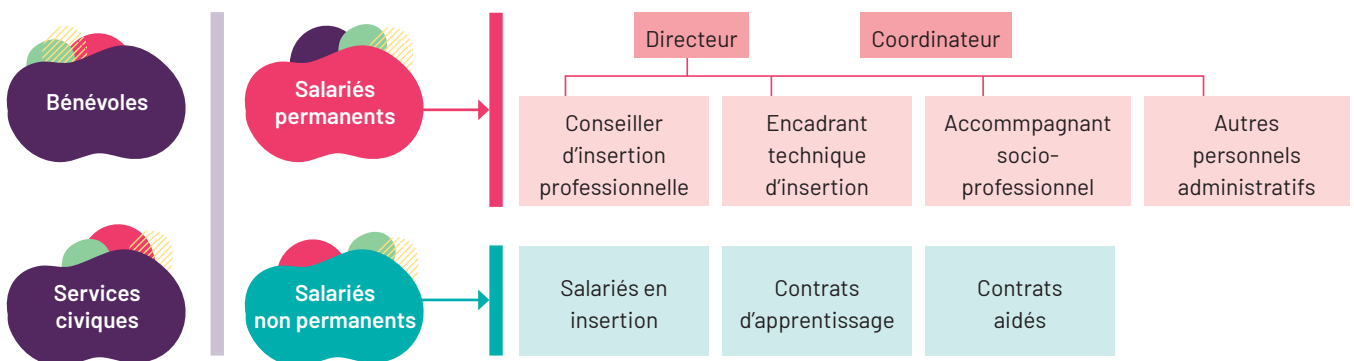 Bénévoles
Services
civiques
Salariés
permanents
Directeur
Coordinateur
Conseiller
d'insertion
professionnelle
Encadrant
technique
d'insertion
Accommpagnant
socio-
professionnel
Autres
personnels
administratifs
Salariés
non permanents
Salariés en
insertion
Contrats
d'apprentissage
Contrats
aidés